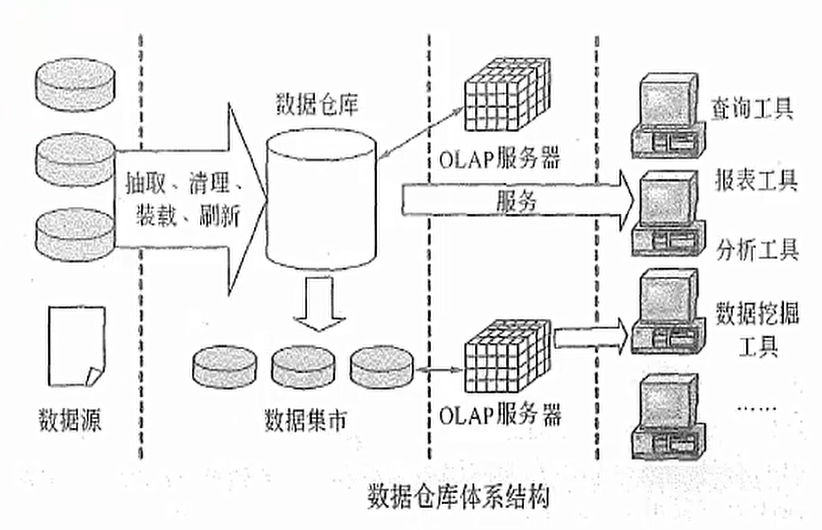 数据仓库
OLAP服务器
查询工具
抽取、清理、
装载、刷新
服务
报表工具
分析工具
数据挖掘
工具
数据源
数据集市
OLAP服务器
……
数据仓库体系结构